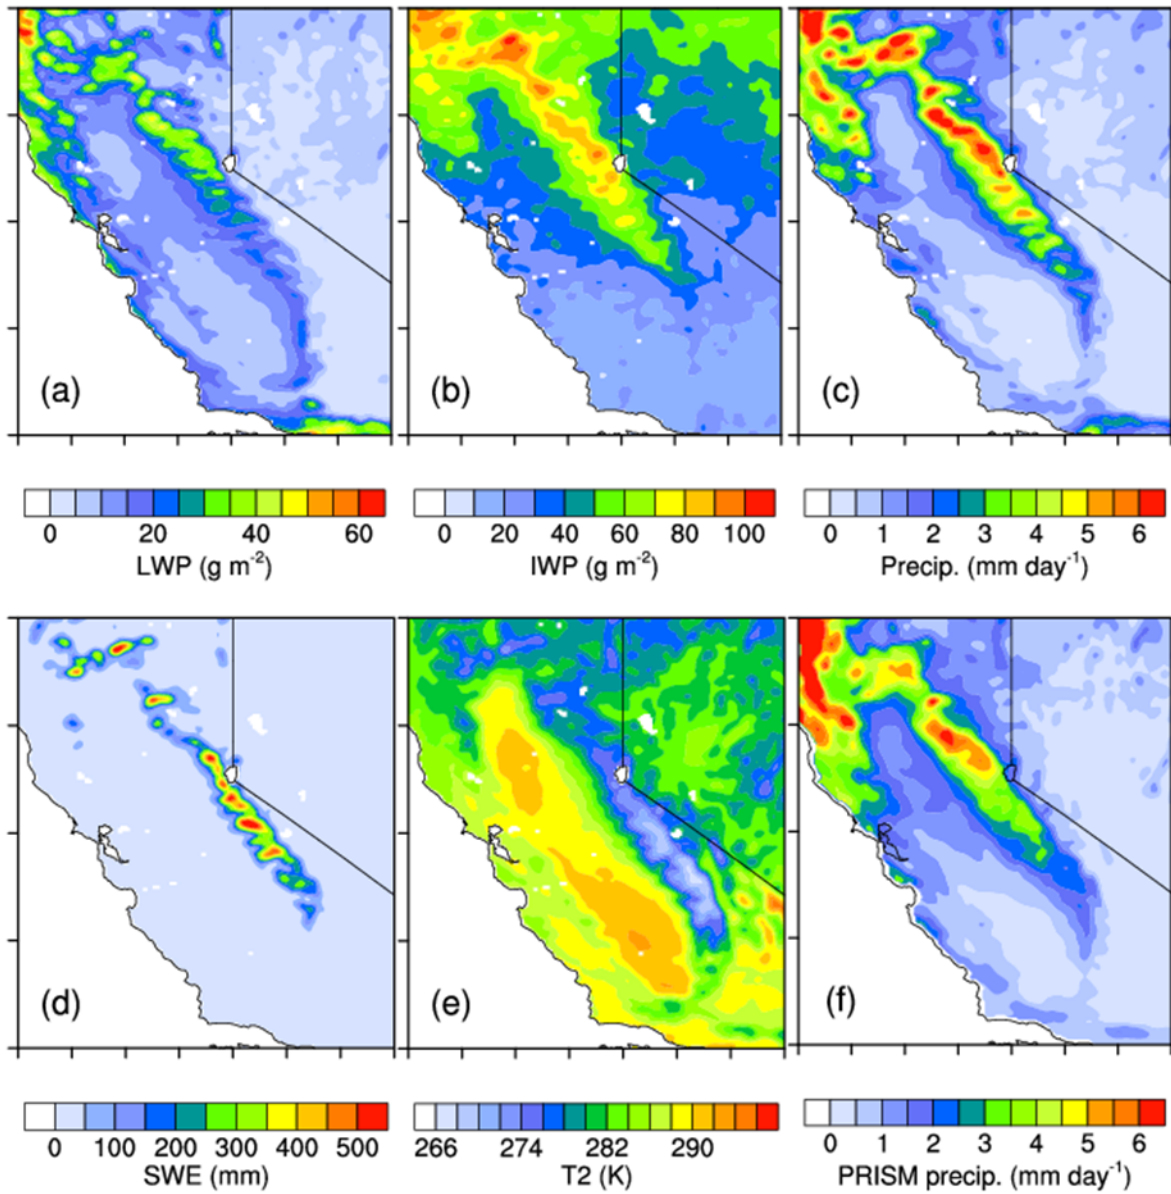 (a) (b) (c)
0 20 40 60 0 20 40 60 80 100 0 1 2 3 4 5 6
LWP (g m⁻²) IWP (g m⁻²) Precip. (mm day⁻¹)
(d) (e) (f)
0 100 200 300 400 500 266 274 282 290 0 1 2 3 4 5 6
SWE (mm) T2 (K) PRISM precip. (mm day⁻¹)